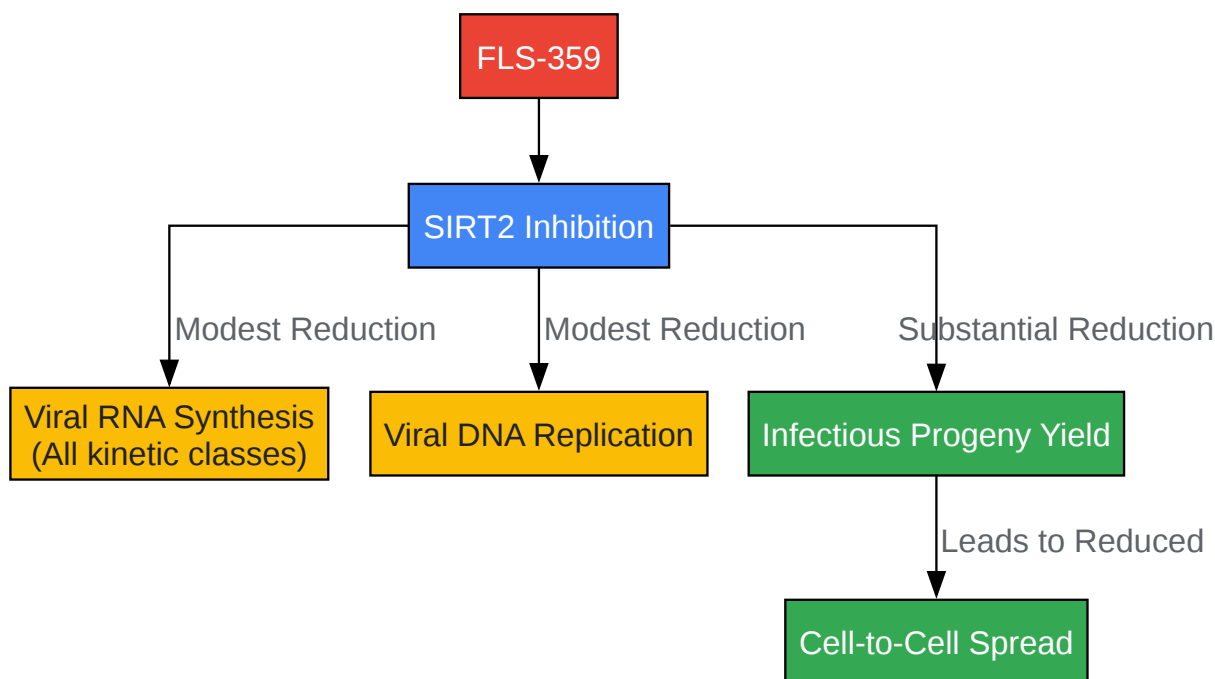 FLS-359
SIRT2 Inhibition
Modest Reduction
Modest Reduction
Substantial Reduction
Viral RNA Synthesis
(All kinetic classes)
Viral DNA Replication
Infectious Progeny Yield
Leads to Reduced
Cell-to-Cell Spread